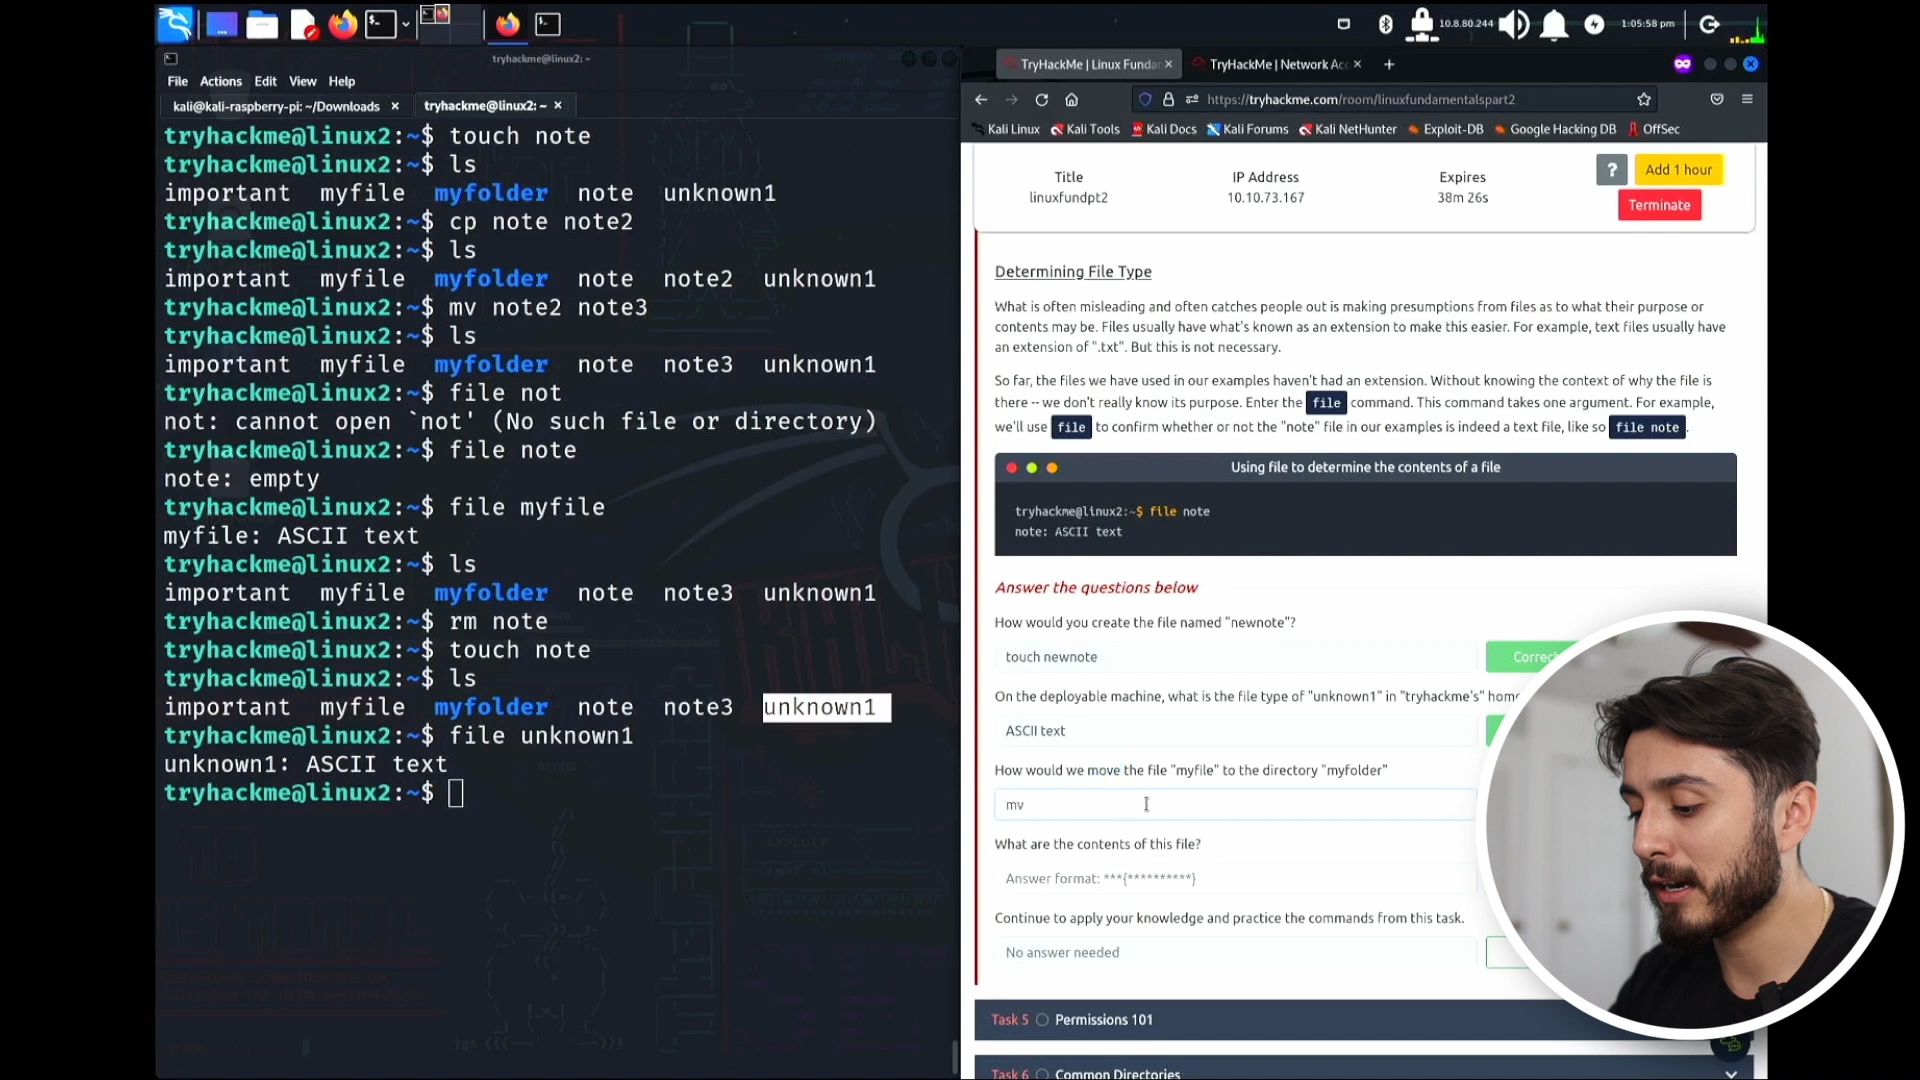 10.8.80.244
1:05:58 pm
tryhackme@linux2: ~
File Actions Edit View Help
kali@kali-raspberry-pi: ~/Downloads ×
tryhackme@linux2: ~ ×
tryhackme@linux2:~$ touch note
tryhackme@linux2:~$ ls
important myfile myfolder note unknown1
tryhackme@linux2:~$ cp note note2
tryhackme@linux2:~$ ls
important myfile myfolder note note2 unknown1
tryhackme@linux2:~$ mv note2 note3
tryhackme@linux2:~$ ls
important myfile myfolder note note3 unknown1
tryhackme@linux2:~$ file not
not: cannot open `not' (No such file or directory)
tryhackme@linux2:~$ file note
note: empty
tryhackme@linux2:~$ file myfile
myfile: ASCII text
tryhackme@linux2:~$ ls
important myfile myfolder note note3 unknown1
tryhackme@linux2:~$ rm note
tryhackme@linux2:~$ touch note
tryhackme@linux2:~$ ls
important myfile myfolder note note3 unknown1
tryhackme@linux2:~$ file unknown1
unknown1: ASCII text
tryhackme@linux2:~$
TryHackMe | Linux Funda ×
TryHackMe | Network Acc ×
https://tryhackme.com/room/linuxfundamentalspart2
Kali Linux Kali Tools Kali Docs Kali Forums Kali NetHunter Exploit-DB Google Hacking DB OffSec
Title
linuxfundpt2
IP Address
10.10.73.167
Expires
38m 26s
?
Add 1 hour
Terminate
Determining File Type
What is often misleading and often catches people out is making presumptions from files as to what their purpose or
contents may be. Files usually have what's known as an extension to make this easier. For example, text files usually have
an extension of ".txt". But this is not necessary.
So far, the files we have used in our examples haven't had an extension. Without knowing the context of why the file is
there -- we don't really know its purpose. Enter the file command. This command takes one argument. For example,
we'll use file to confirm whether or not the "note" file in our examples is indeed a text file, like so file note.
Using file to determine the contents of a file
tryhackme@linux2:~$ file note
note: ASCII text
Answer the questions below
How would you create the file named "newnote"?
touch newnote
Correct
On the deployable machine, what is the file type of "unknown1" in "tryhackme's" home
ASCII text
How would we move the file "myfile" to the directory "myfolder"
mv
What are the contents of this file?
Answer format: ***{**********}
Continue to apply your knowledge and practice the commands from this task.
No answer needed
Task 5 Permissions 101
Task 6 Common Directories